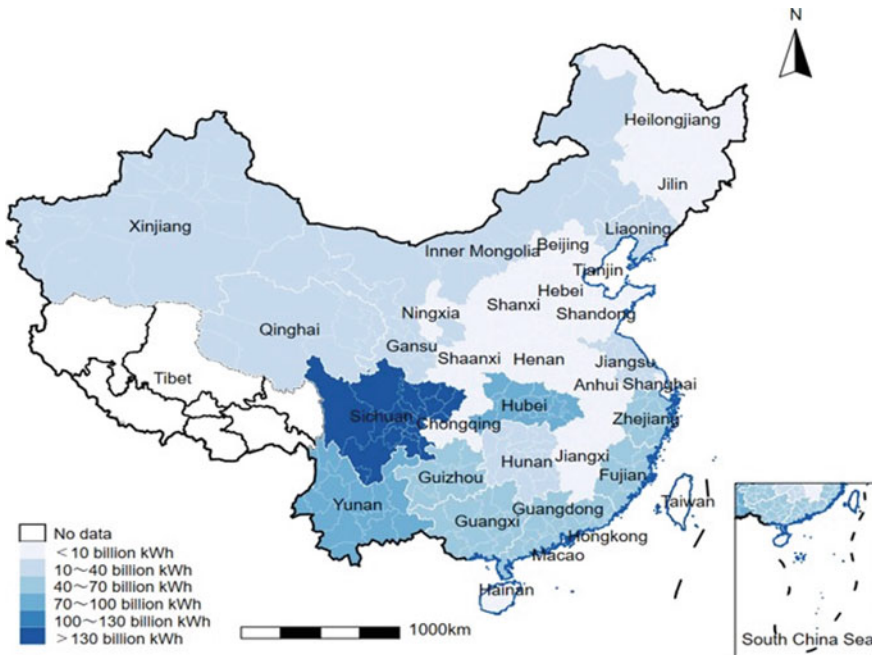 N
Heilongjiang
Jilin
Xinjiang
Liaoning
Inner Mongolia
Beijing
Tianjin
Hebei
Ningxia
Shanxi
Shandong
Qinghai
Gansu
Shaanxi
Henan
Jiangsu
Tibet
Anhui
Shanghai
Sichuan
Hubei
Chongqing
Zhejiang
Hunan
Jiangxi
Guizhou
Fujian
Yunan
Taiwan
Guangdong
Guangxi
Hongkong
Macao
Hainan
No data
<10 billion kWh
10~40 billion kWh
40~70 billion kWh
70~100 billion kWh
100~130 billion kWh
>130 billion kWh
1000km
South China Sea